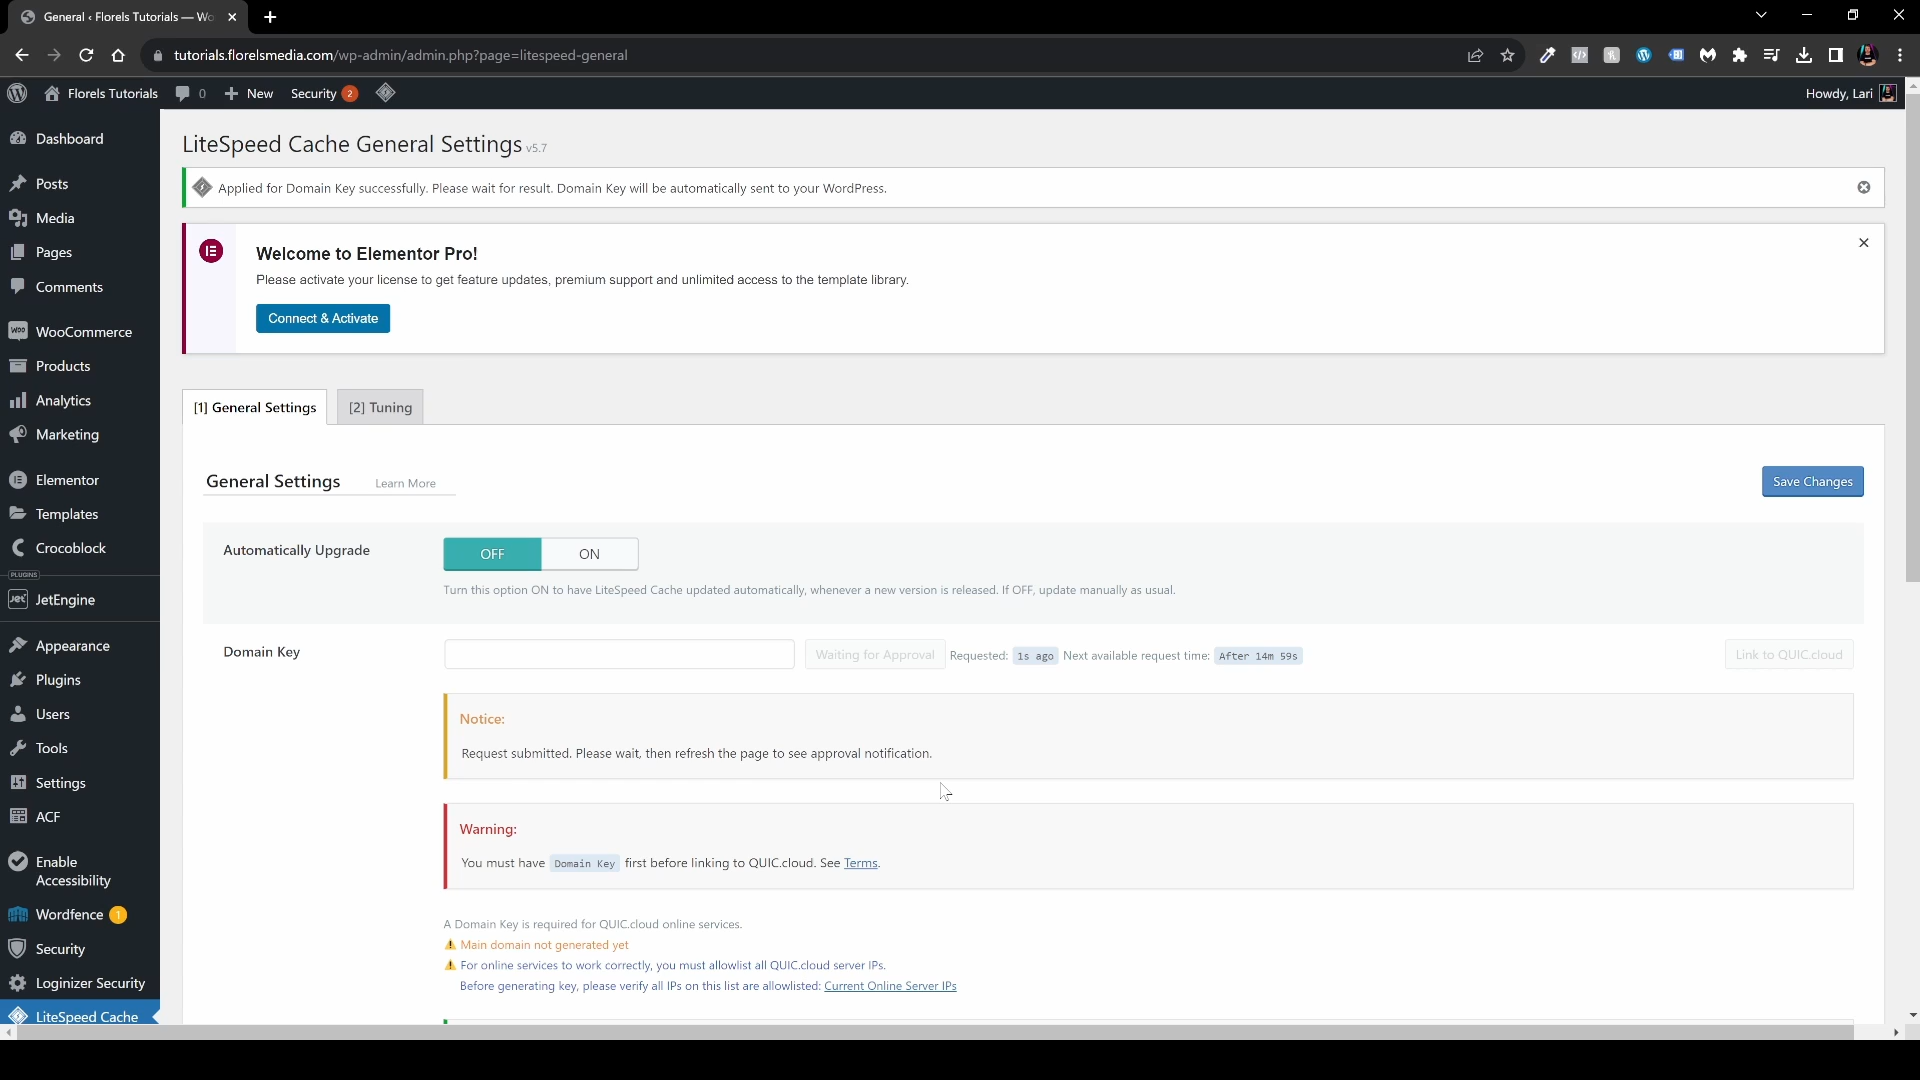 General ‹ Florels Tutorials — Wo
tutorials.florelsmedia.com/wp-admin/admin.php?page=litespeed-general
Florels Tutorials
0
New
Security 2
Howdy, Lari
Dashboard
Posts
Media
Pages
Comments
WooCommerce
Products
Analytics
Marketing
Elementor
Templates
Crocoblock
PLUGINS
JetEngine
Appearance
Plugins
Users
Tools
Settings
ACF
Enable
Accessibility
Wordfence 1
Security
Loginizer Security
LiteSpeed Cache
LiteSpeed Cache General Settings v5.7
Applied for Domain Key successfully. Please wait for result. Domain Key will be automatically sent to your WordPress.
Welcome to Elementor Pro!
Please activate your license to get feature updates, premium support and unlimited access to the template library.
Connect & Activate
[1] General Settings
[2] Tuning
General Settings
Learn More
Save Changes
Automatically Upgrade
OFF
ON
Turn this option ON to have LiteSpeed Cache updated automatically, whenever a new version is released. If OFF, update manually as usual.
Domain Key
Waiting for Approval
Requested: 1s ago Next available request time: After 14m 59s
Link to QUIC.cloud
Notice:
Request submitted. Please wait, then refresh the page to see approval notification.
Warning:
You must have Domain Key first before linking to QUIC.cloud. See Terms.
A Domain Key is required for QUIC.cloud online services.
Main domain not generated yet
For online services to work correctly, you must allowlist all QUIC.cloud server IPs.
Before generating key, please verify all IPs on this list are allowlisted: Current Online Server IPs